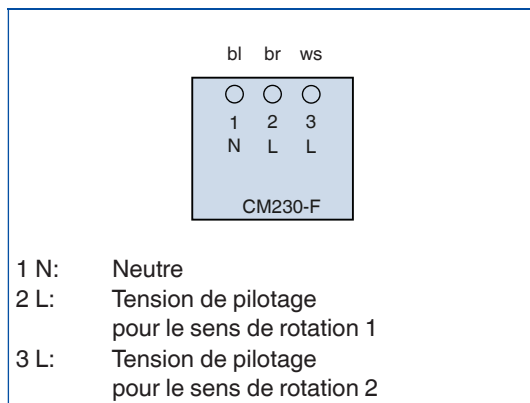 bl br ws
1 2 3
N L L
CM230-F
1 N: Neutre
2 L: Tension de pilotage
pour le sens de rotation 1
3 L: Tension de pilotage
pour le sens de rotation 2